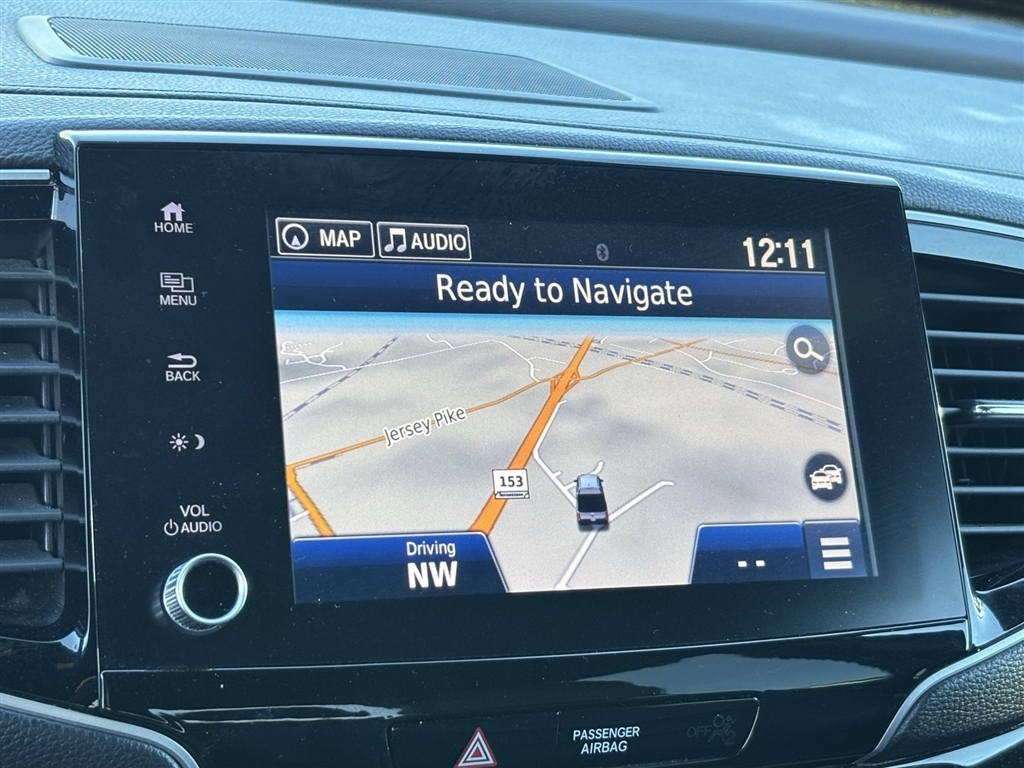 HOME
MENU
BACK
VOL
AUDIO
MAP
AUDIO
12:11
Ready to Navigate
Jersey Pike
153
Driving
NW
--
PASSENGER
AIRBAG
OFF